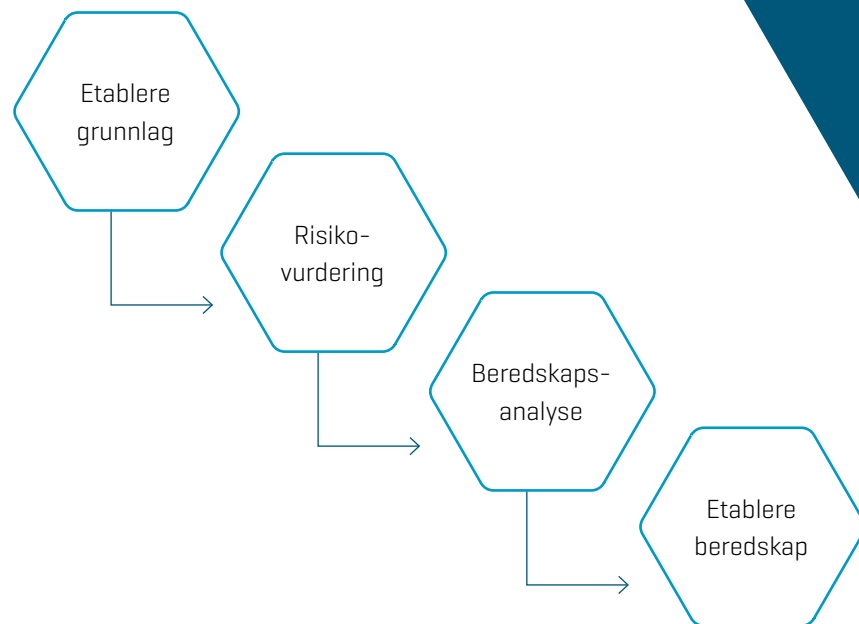 Etablere
grunnlag
Risiko-
vurdering
Beredskaps-
analyse
Etablere
beredskap